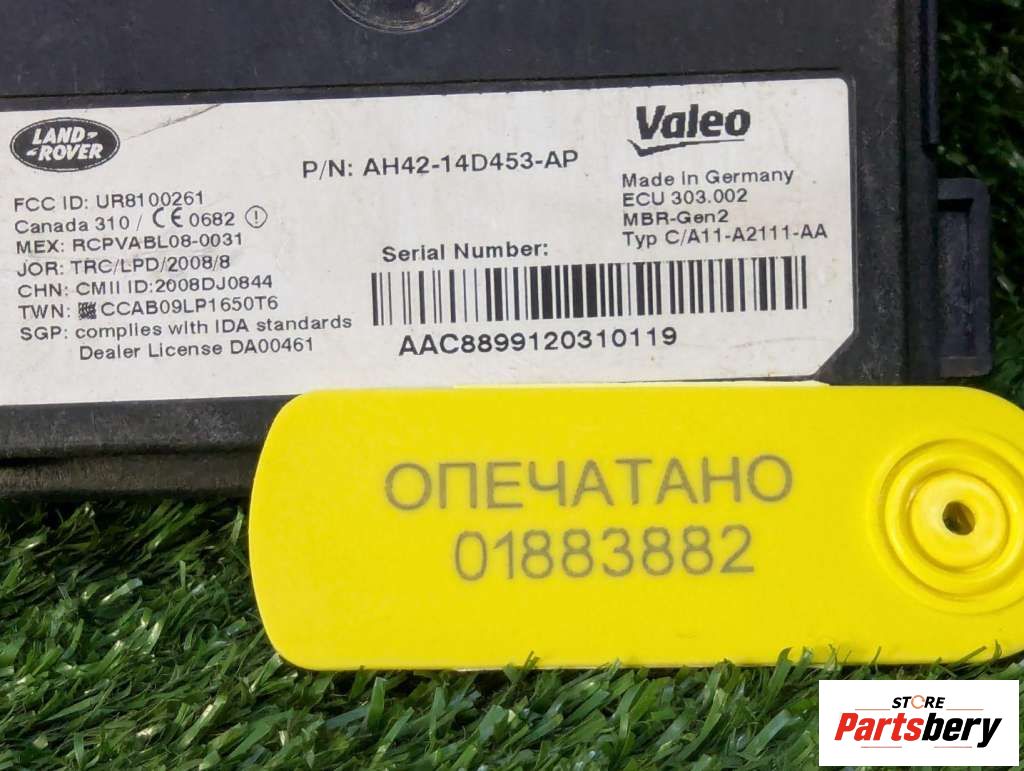 LAND-
-ROVER
P/N: AH42-14D453-AP
Valeo
FCC ID: UR8100261
Canada 310 / CE 0682
MEX: RCPVABL08-0031
JOR: TRC/LPD/2008/8
CHN: CMII ID:2008DJ0844
TWN: CCAB09LP1650T6
SGP: complies with IDA standards
Dealer License DA00461
Made in Germany
ECU 303.002
MBR-Gen2
Typ C/A11-A2111-AA
Serial Number:
AAC8899120310119
ОПЕЧАТАНО
01883882
STORE
Partsbery